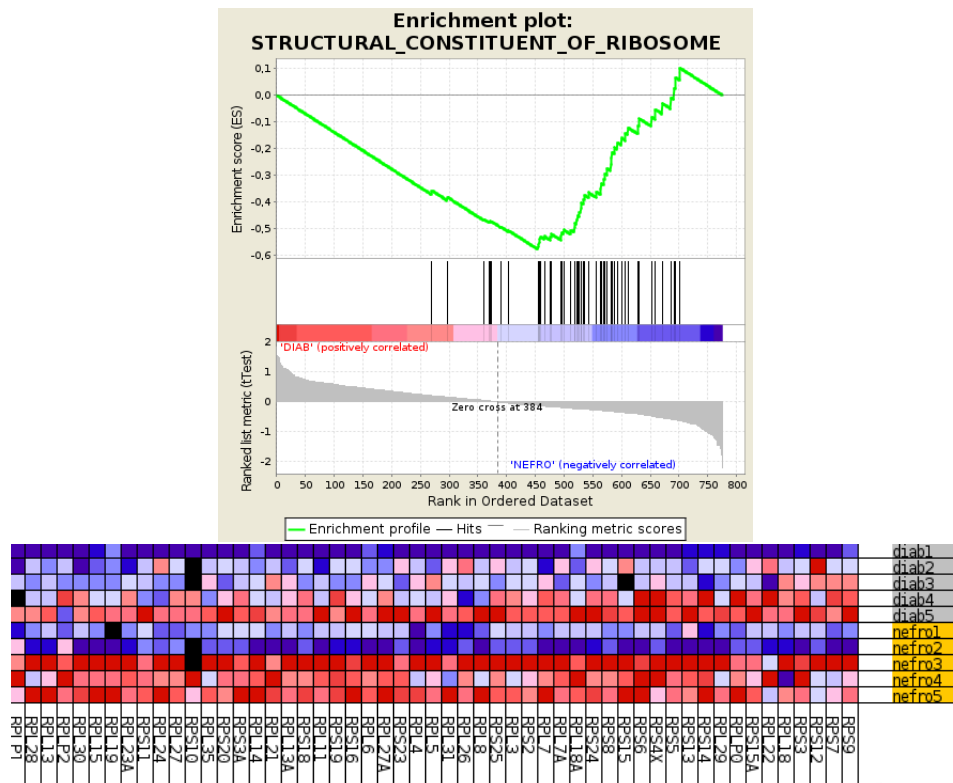 Enrichment plot:
STRUCTURAL_CONSTITUENT_OF_RIBOSOME
0,1
0,0
-0,1
-0,2
-0,3
-0,4
-0,5
-0,6
Enrichment score (ES)
'DIAB' (positively correlated)
2
1
0
-1
-2
Ranked list metric (tTest)
Zero cross at 384
'NEFRO' (negatively correlated)
0 50 100 150 200 250 300 350 400 450 500 550 600 650 700 750 800
Rank in Ordered Dataset
Enrichment profile Hits Ranking metric scores
diab1
diab2
diab3
diab4
diab5
nefro1
nefro2
nefro3
nefro4
nefro5
RPLP1
RPL28
RPL13
RPLP2
RPL30
RPL15
RPL19
RPL23A
RPS11
RPL24
RPL27
RPS10
RPL35
RPS20
RPS3A
RPL14
RPL21
RPL13A
RPS18
RPL11
RPS19
RPS16
RPL6
RPL27A
RPS23
RPL4
RPL5
RPL31
RPL26
RPL8
RPS25
RPL3
RPS2
RPL7
RPL7A
RPL18A
RPS24
RPS8
RPS15
RPS6
RPS4X
RPS5
RPS13
RPS14
RPL29
RPLP0
RPS15A
RPL22
RPL18
RPS3
RPS12
RPS7
RPS9